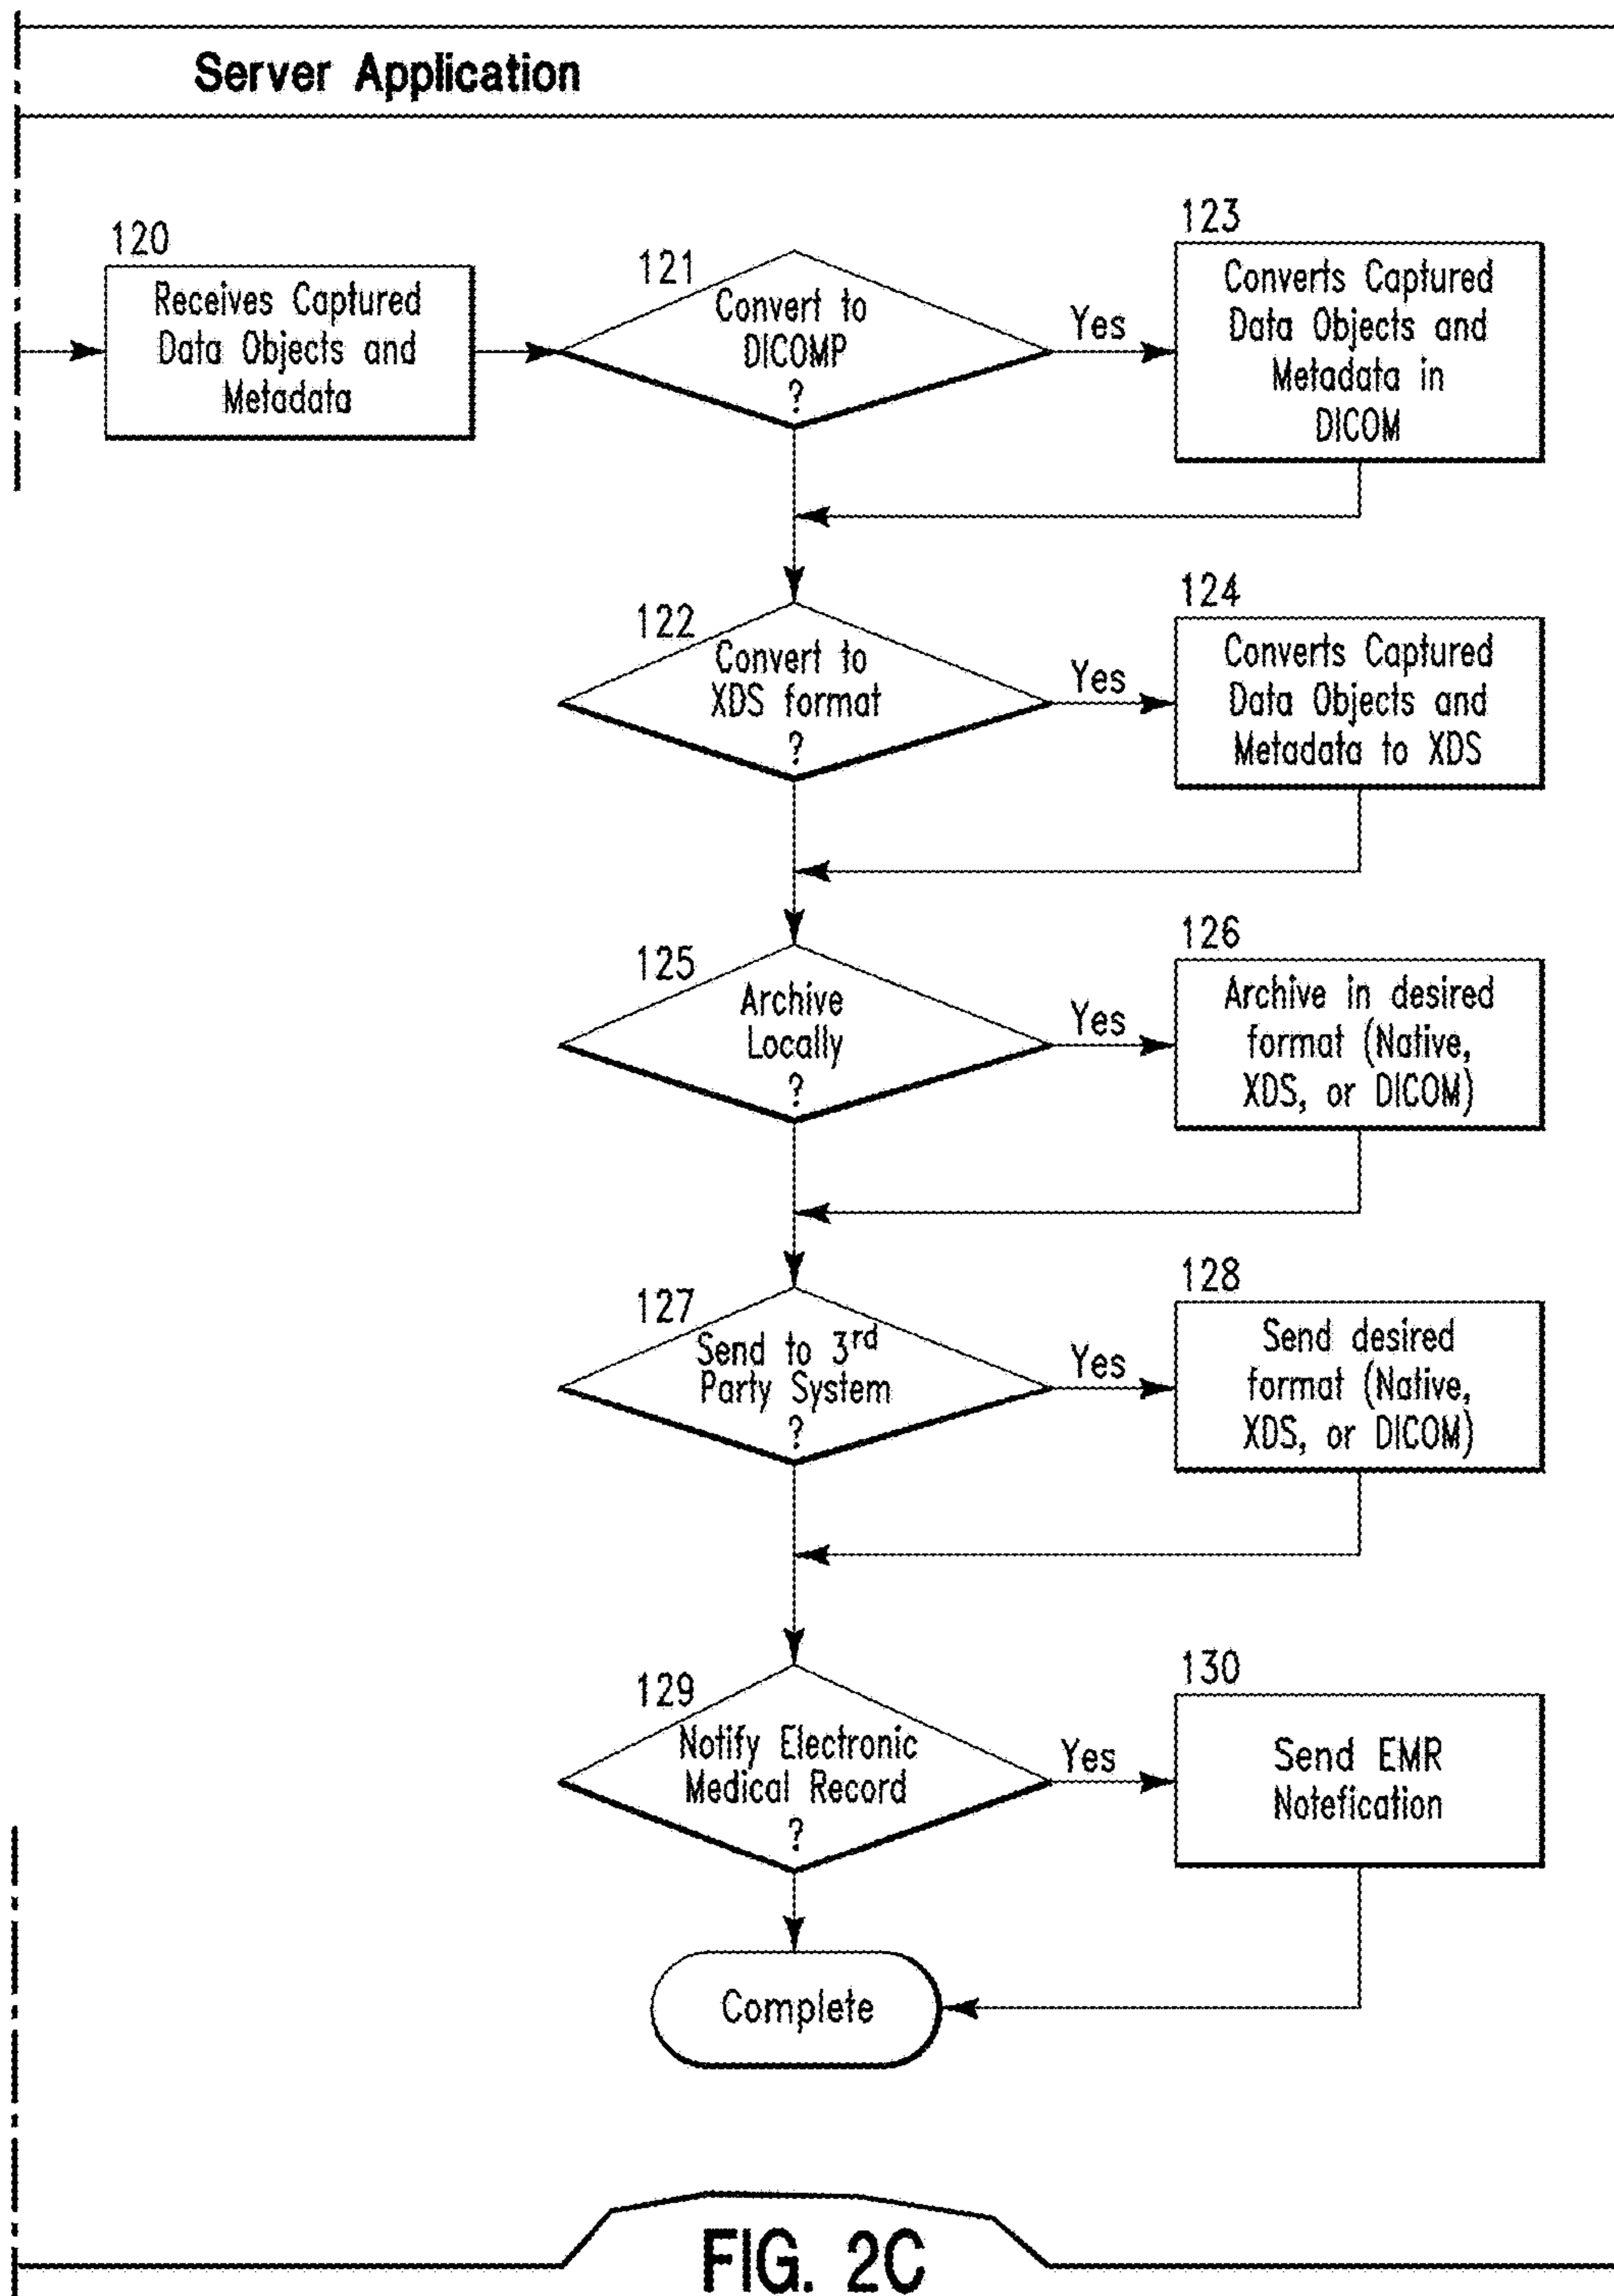 Server Application
120
Receives Captured
Data Objects and
Metadata
121
Convert to
DICOMP
?
Yes
123
Converts Captured
Data Objects and
Metadata in
DICOM
122
Convert to
XDS format
?
Yes
124
Converts Captured
Data Objects and
Metadata to XDS
125
Archive
Locally
?
Yes
126
Archive in desired
format (Native,
XDS, or DICOM)
127
Send to 3rd
Party System
?
Yes
128
Send desired
format (Native,
XDS, or DICOM)
129
Notify Electronic
Medical Record
?
Yes
130
Send EMR
Notefication
Complete
FIG. 2C